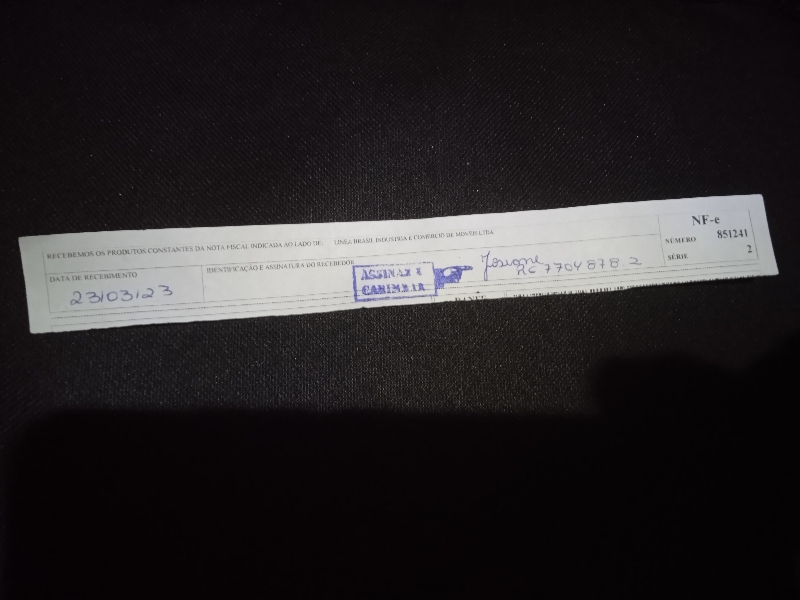 RECEBEMOS OS PRODUTOS CONSTANTES DA NOTA FISCAL INDICADA AO LADO DE: LINEA BRASIL INDUSTRIA E COMERCIO DE MOVEIS LTDA
NF-e
NÚMERO 851241
SÉRIE 2
DATA DE RECEBIMENTO
23/03/23
IDENTIFICAÇÃO E ASSINATURA DO RECEBEDOR
ASSINAR E
CARIMBAR
Josiane
RG 7704878 2